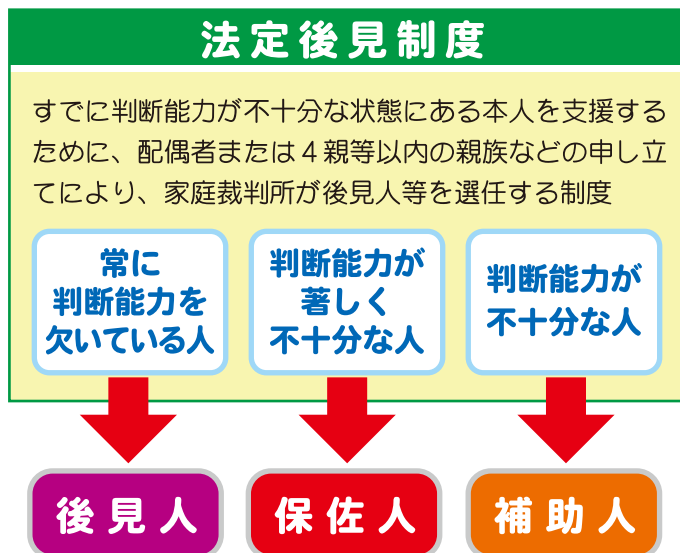 法定後見制度
すでに判断能力が不十分な状態にある本人を支援する
ために、配偶者または４親等以内の親族などの申し立
てにより、家庭裁判所が後見人等を選任する制度
常に
判断能力を
欠いている人
判断能力が
著しく
不十分な人
判断能力が
不十分な人
後見人
保佐人
補助人